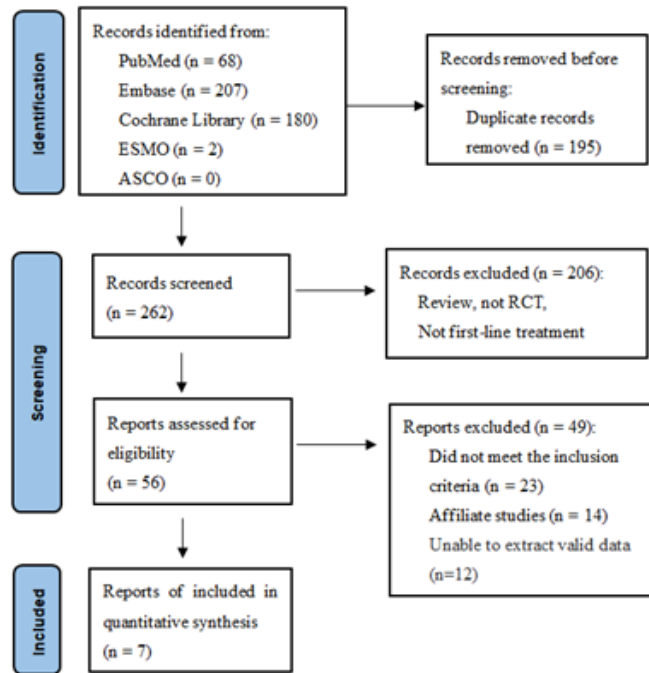 Identification
Records identified from:
PubMed (n = 68)
Embase (n = 207)
Cochrane Library (n = 180)
ESMO (n = 2)
ASCO (n = 0)
Records removed before
screening:
Duplicate records
removed (n = 195)
Screening
Records screened
(n = 262)
Records excluded (n = 206):
Review, not RCT,
Not first-line treatment
Reports assessed for
eligibility
(n = 56)
Reports excluded (n = 49):
Did not meet the inclusion
criteria (n = 23)
Affiliate studies (n = 14)
Unable to extract valid data
(n=12)
Included
Reports of included in
quantitative synthesis
(n = 7)